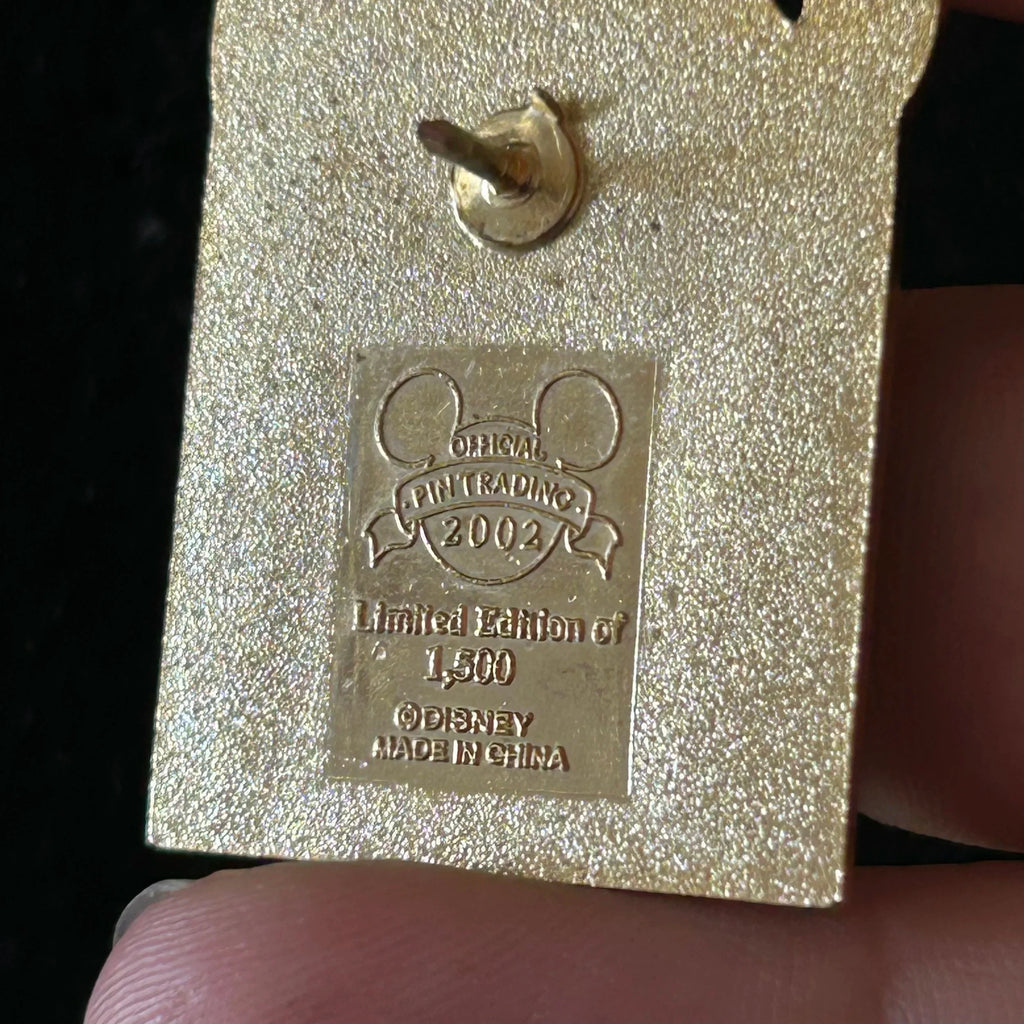 OFFICIAL
·PIN TRADING·
2002
Limited Edition of
1,500
©DISNEY
MADE IN CHINA